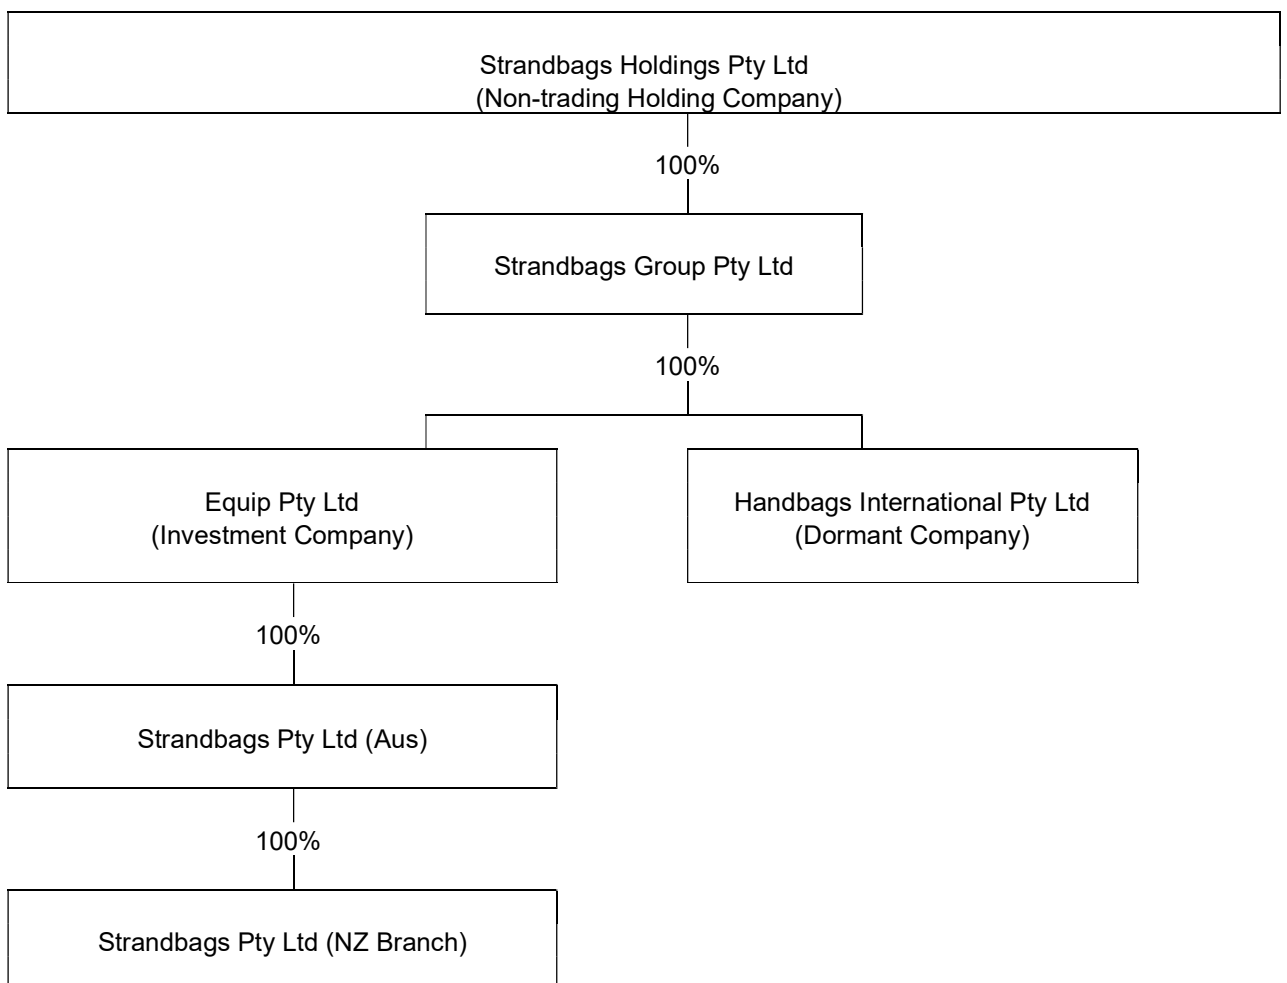 Strandbags Holdings Pty Ltd
(Non-trading Holding Company)
100%
Strandbags Group Pty Ltd
100%
Equip Pty Ltd
(Investment Company)
Handbags International Pty Ltd
(Dormant Company)
100%
Strandbags Pty Ltd (Aus)
100%
Strandbags Pty Ltd (NZ Branch)